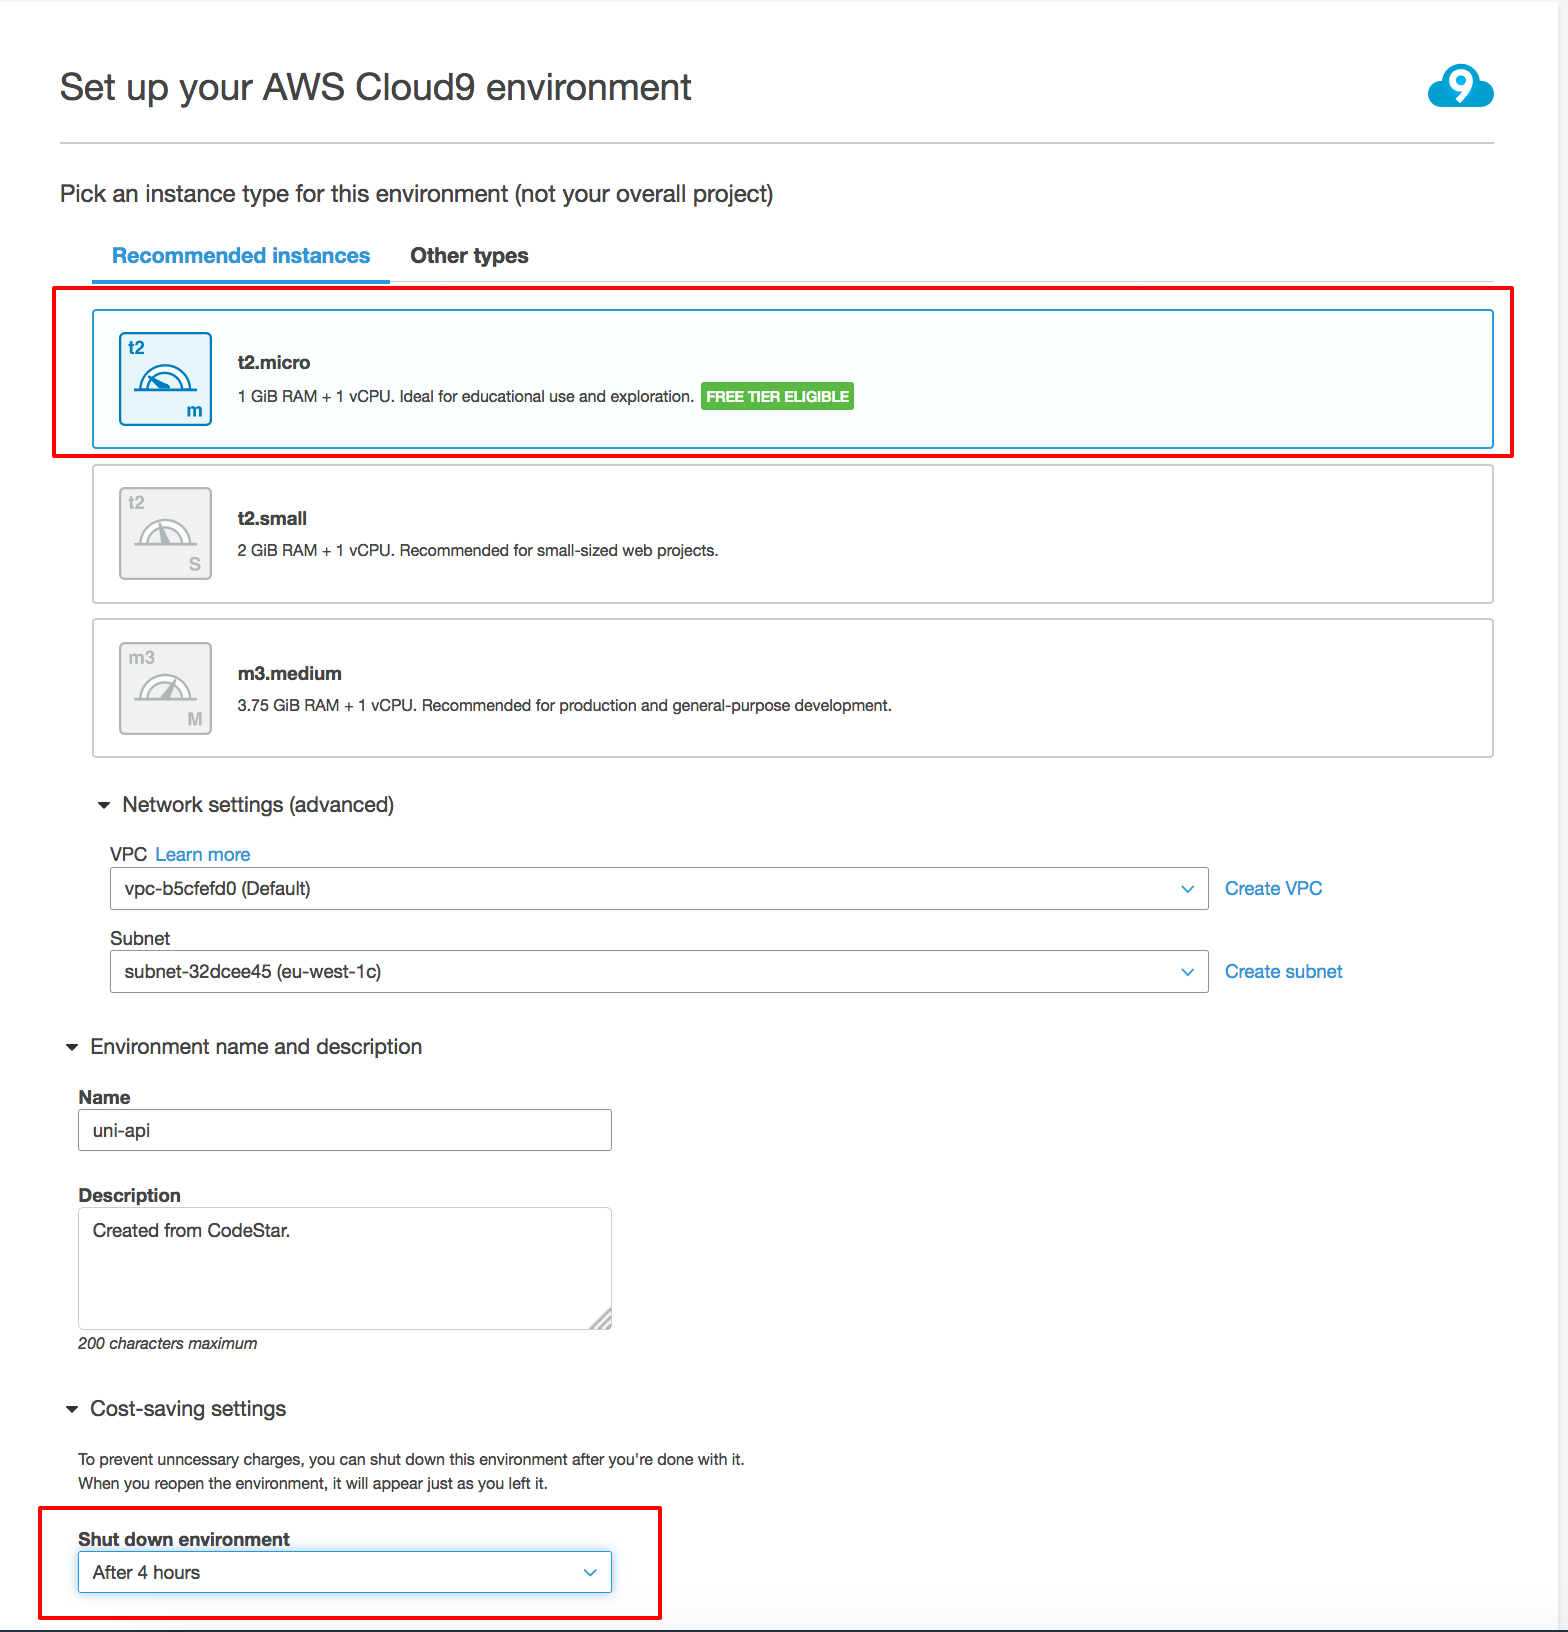 Set up your AWS Cloud9 environment
9
Pick an instance type for this environment (not your overall project)
Recommended instances
Other types
t2
m
t2.micro
1 GiB RAM + 1 vCPU. Ideal for educational use and exploration. FREE TIER ELIGIBLE
t2
S
t2.small
2 GiB RAM + 1 vCPU. Recommended for small-sized web projects.
m3
M
m3.medium
3.75 GiB RAM + 1 vCPU. Recommended for production and general-purpose development.
Network settings (advanced)
VPC Learn more
vpc-b5cfefd0 (Default)
Create VPC
Subnet
subnet-32dcee45 (eu-west-1c)
Create subnet
Environment name and description
Name
uni-api
Description
Created from CodeStar.
200 characters maximum
Cost-saving settings
To prevent unncessary charges, you can shut down this environment after you're done with it.
When you reopen the environment, it will appear just as you left it.
Shut down environment
After 4 hours